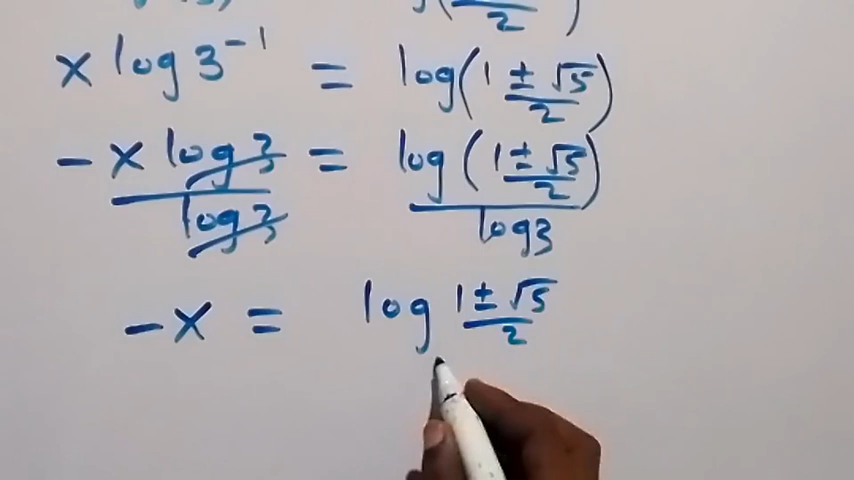 x log 3⁻¹ = log(1±√5/2)
- x log 3 / log 3 = log(1±√5/2) / log 3
- x = log 1±√5/2